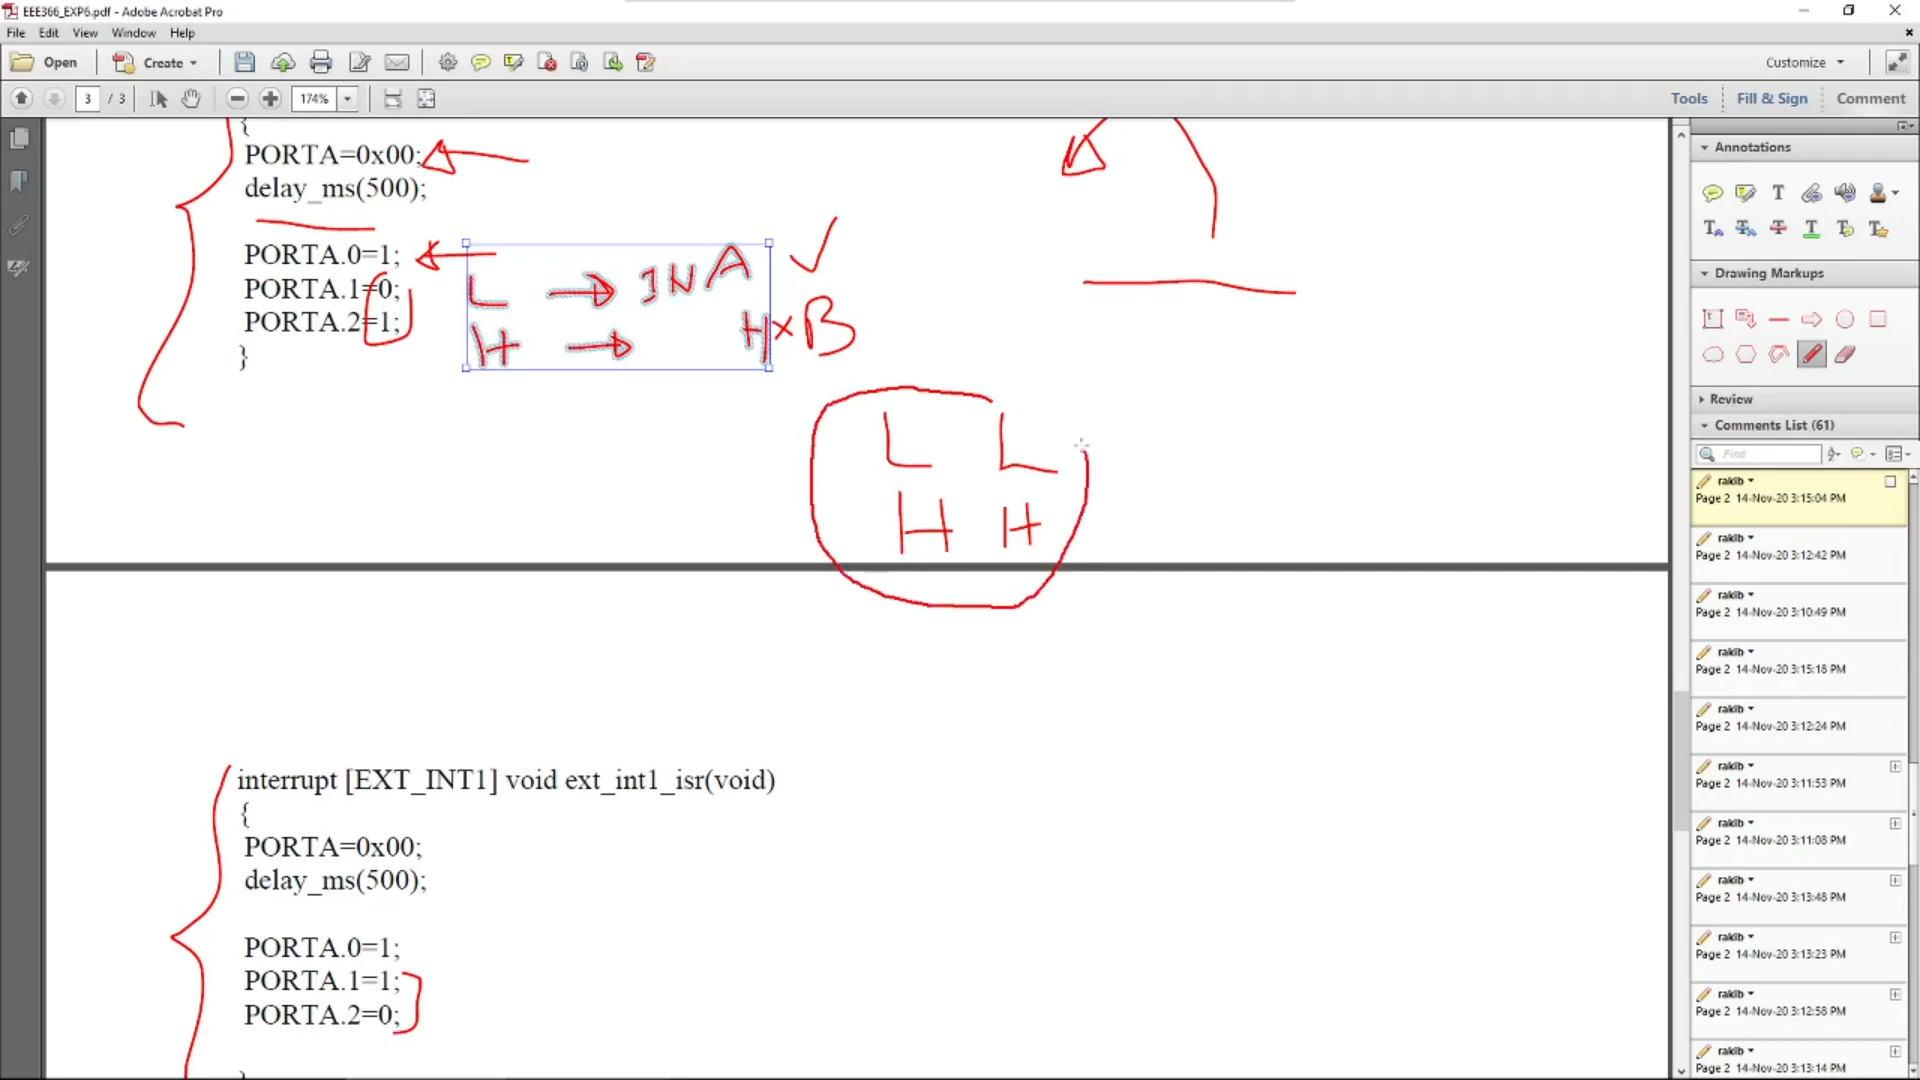 EEE366_EXP6.pdf - Adobe Acrobat Pro
File Edit View Window Help
Open Create Customize
3 / 3 174% Tools Fill & Sign Comment
{
PORTA=0x00;
delay_ms(500);
PORTA.0=1;
PORTA.1=0;
PORTA.2=1;
}
L → INA ✓
H → H × B
L L
H H
interrupt [EXT_INT1] void ext_int1_isr(void)
{
PORTA=0x00;
delay_ms(500);
PORTA.0=1;
PORTA.1=1;
PORTA.2=0;
}
Annotations
Drawing Markups
Review
Comments List (61)
Find
rakib
Page 2 14-Nov-20 3:15:04 PM
rakib
Page 2 14-Nov-20 3:12:42 PM
rakib
Page 2 14-Nov-20 3:10:49 PM
rakib
Page 2 14-Nov-20 3:15:18 PM
rakib
Page 2 14-Nov-20 3:12:24 PM
rakib
Page 2 14-Nov-20 3:11:53 PM
rakib
Page 2 14-Nov-20 3:11:08 PM
rakib
Page 2 14-Nov-20 3:13:48 PM
rakib
Page 2 14-Nov-20 3:13:23 PM
rakib
Page 2 14-Nov-20 3:12:58 PM
rakib
Page 2 14-Nov-20 3:13:14 PM